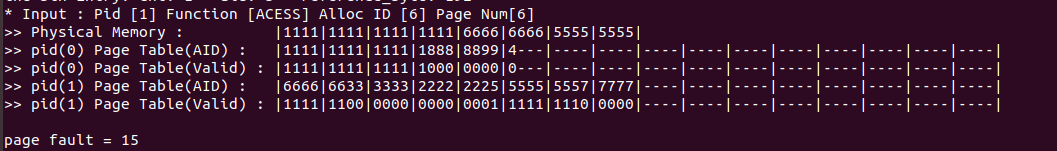 * Input : Pid [1] Function [ACESS] Alloc ID [6] Page Num[6]
>> Physical Memory :          |1111|1111|1111|1111|6666|6666|5555|5555|
>> pid(0) Page Table(AID) :   |1111|1111|1111|1888|8899|4---|----|----|----|----|----|----|----|----|----|----|
>> pid(0) Page Table(Valid) : |1111|1111|1111|1000|0000|0---|----|----|----|----|----|----|----|----|----|----|
>> pid(1) Page Table(AID) :   |6666|6633|3333|2222|2225|5555|5557|7777|----|----|----|----|----|----|----|----|
>> pid(1) Page Table(Valid) : |1111|1100|0000|0000|0001|1111|1110|0000|----|----|----|----|----|----|----|----|
page fault = 15